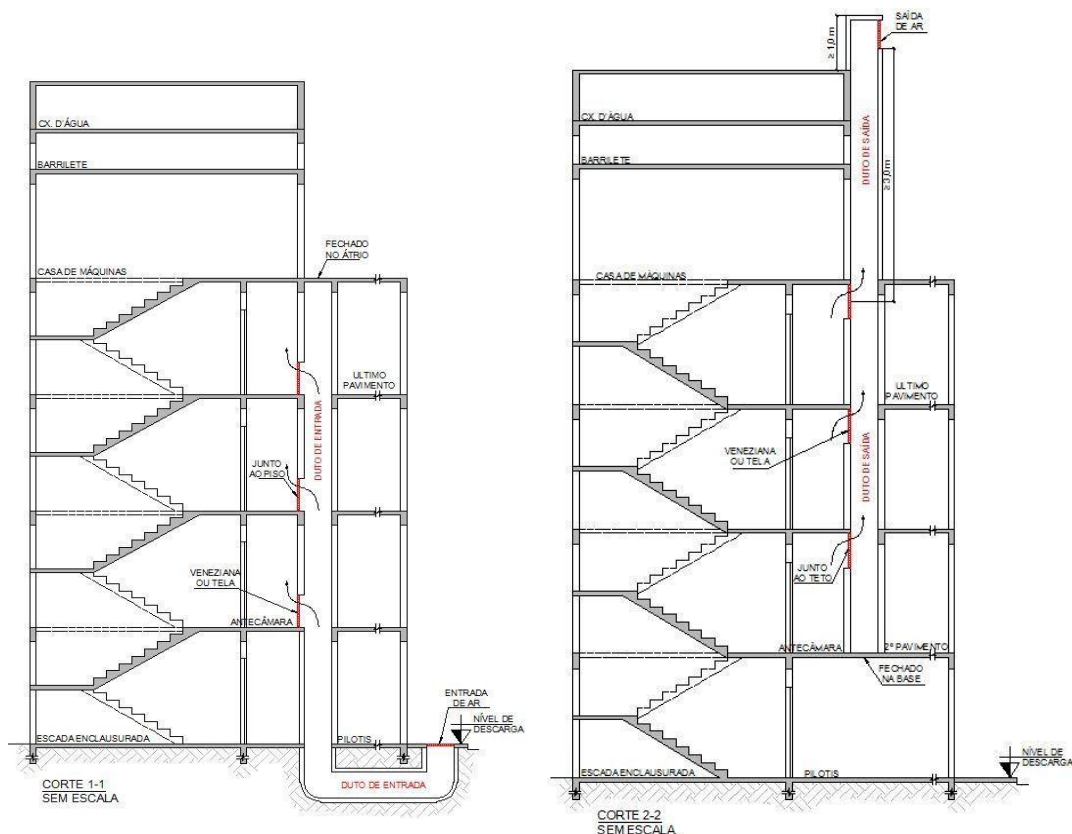 CX. D'ÁGUA
BARRILETE
FECHADO
NO ÁTRIO
CASA DE MÁQUINAS
ULTIMO
PAVIMENTO
DUTO DE ENTRADA
JUNTO
AO PISO
VENEZIANA
OU TELA
ANTECÂMARA
ENTRADA
DE AR
NÍVEL DE
DESCARGA
ESCADA ENCLAUSURADA
PILOTIS
DUTO DE ENTRADA
CORTE 1-1
SEM ESCALA
SAÍDA
DE AR
≥ 1,0 m
CX. D'ÁGUA
DUTO DE SAÍDA
BARRILETE
≥ 3,0 m
CASA DE MÁQUINAS
ULTIMO
PAVIMENTO
VENEZIANA
OU TELA
DUTO DE SAÍDA
JUNTO
AO TETO
ANTECÂMARA
2º PAVIMENTO
FECHADO
NA BASE
NÍVEL DE
DESCARGA
ESCADA ENCLAUSURADA
PILOTIS
CORTE 2-2
SEM ESCALA